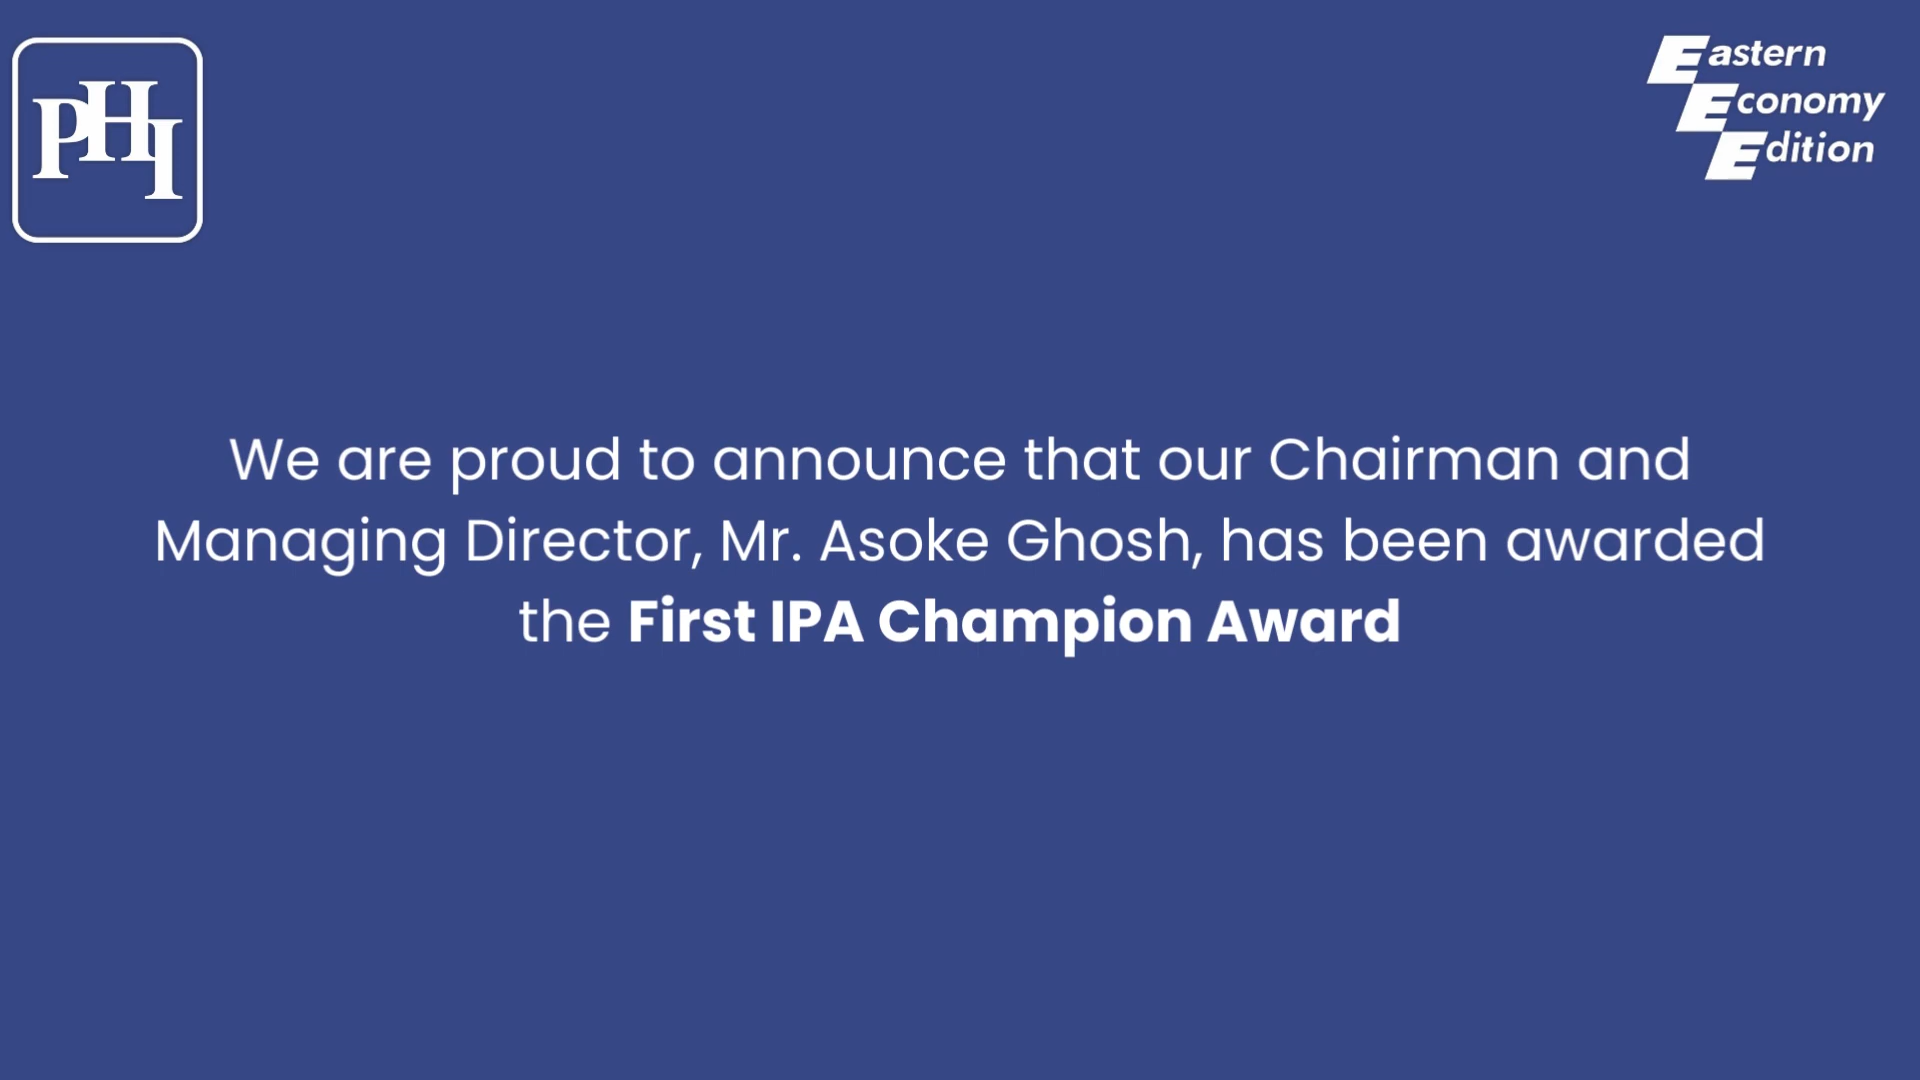 PHI
Eastern
Economy
Edition
We are proud to announce that our Chairman and
Managing Director, Mr. Asoke Ghosh, has been awarded
the First IPA Champion Award